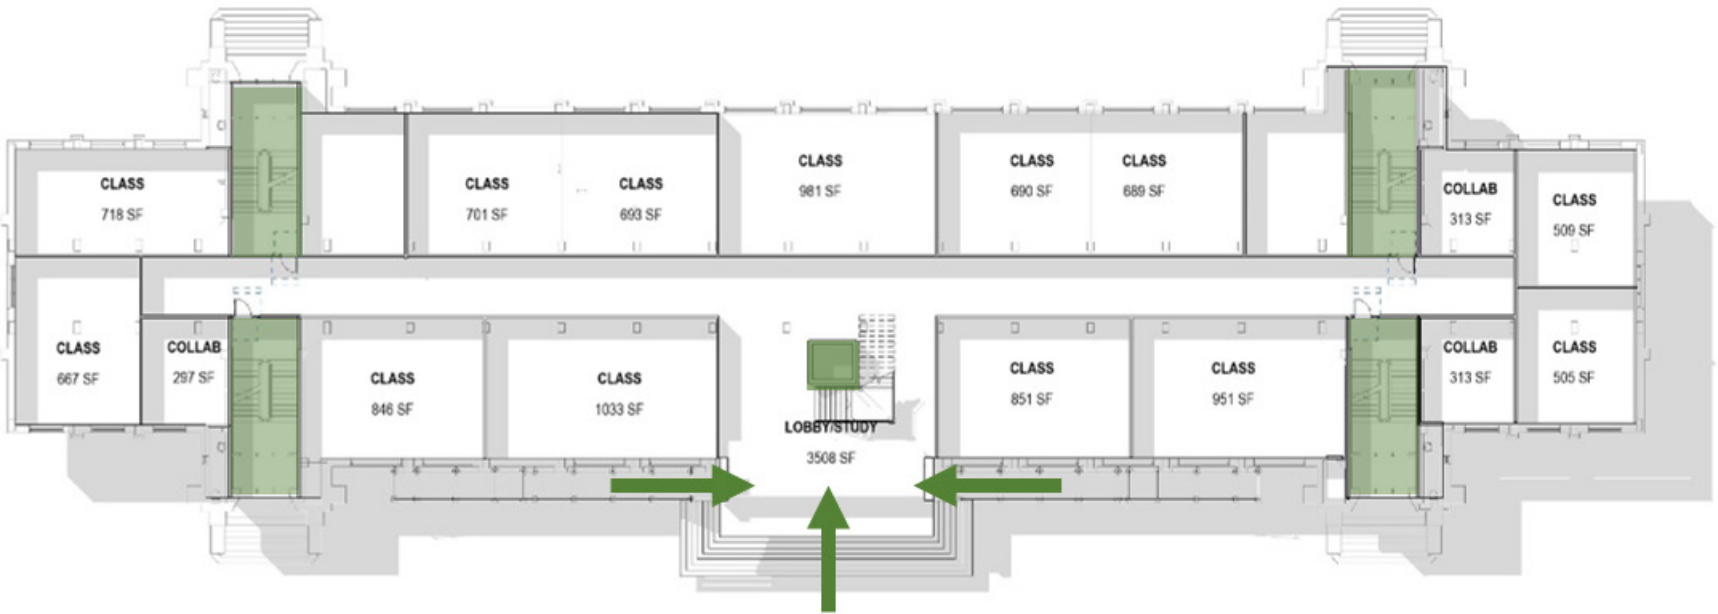 CLASS
718 SF
CLASS
701 SF
CLASS
693 SF
CLASS
981 SF
CLASS
690 SF
CLASS
689 SF
COLLAB
313 SF
CLASS
509 SF
CLASS
667 SF
COLLAB
297 SF
CLASS
846 SF
CLASS
1033 SF
LOBBY/STUDY
3508 SF
CLASS
851 SF
CLASS
951 SF
COLLAB
313 SF
CLASS
505 SF